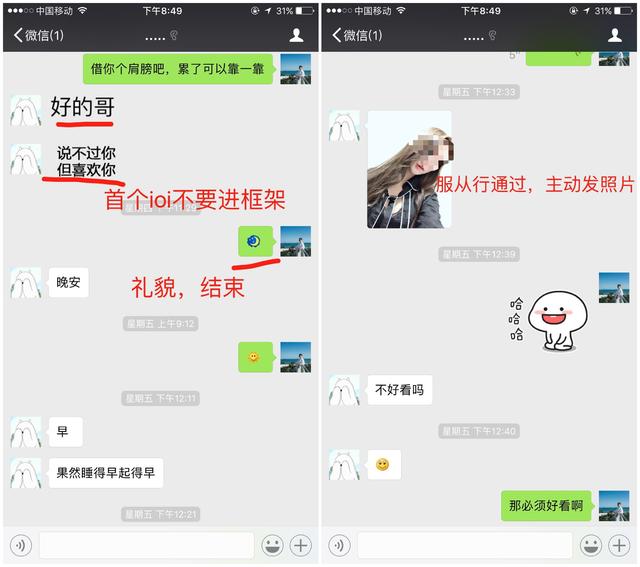 ●●●○○ 中国移动 下午8:49 31%
微信(1) .....
借你个肩膀吧，累了可以靠一靠
好的哥
说不过你
但喜欢你
首个ioi不要进框架
晚安
礼貌，结束
星期五 上午9:12
星期五 下午12:11
早
果然睡得早起得早
星期五 下午12:21
●●●○○ 中国移动 下午8:49 31%
微信(1) .....
5"
星期五 下午12:33
服从行通过，主动发照片
星期五 下午12:39
哈
哈
哈
不好看吗
星期五 下午12:40
那必须好看啊